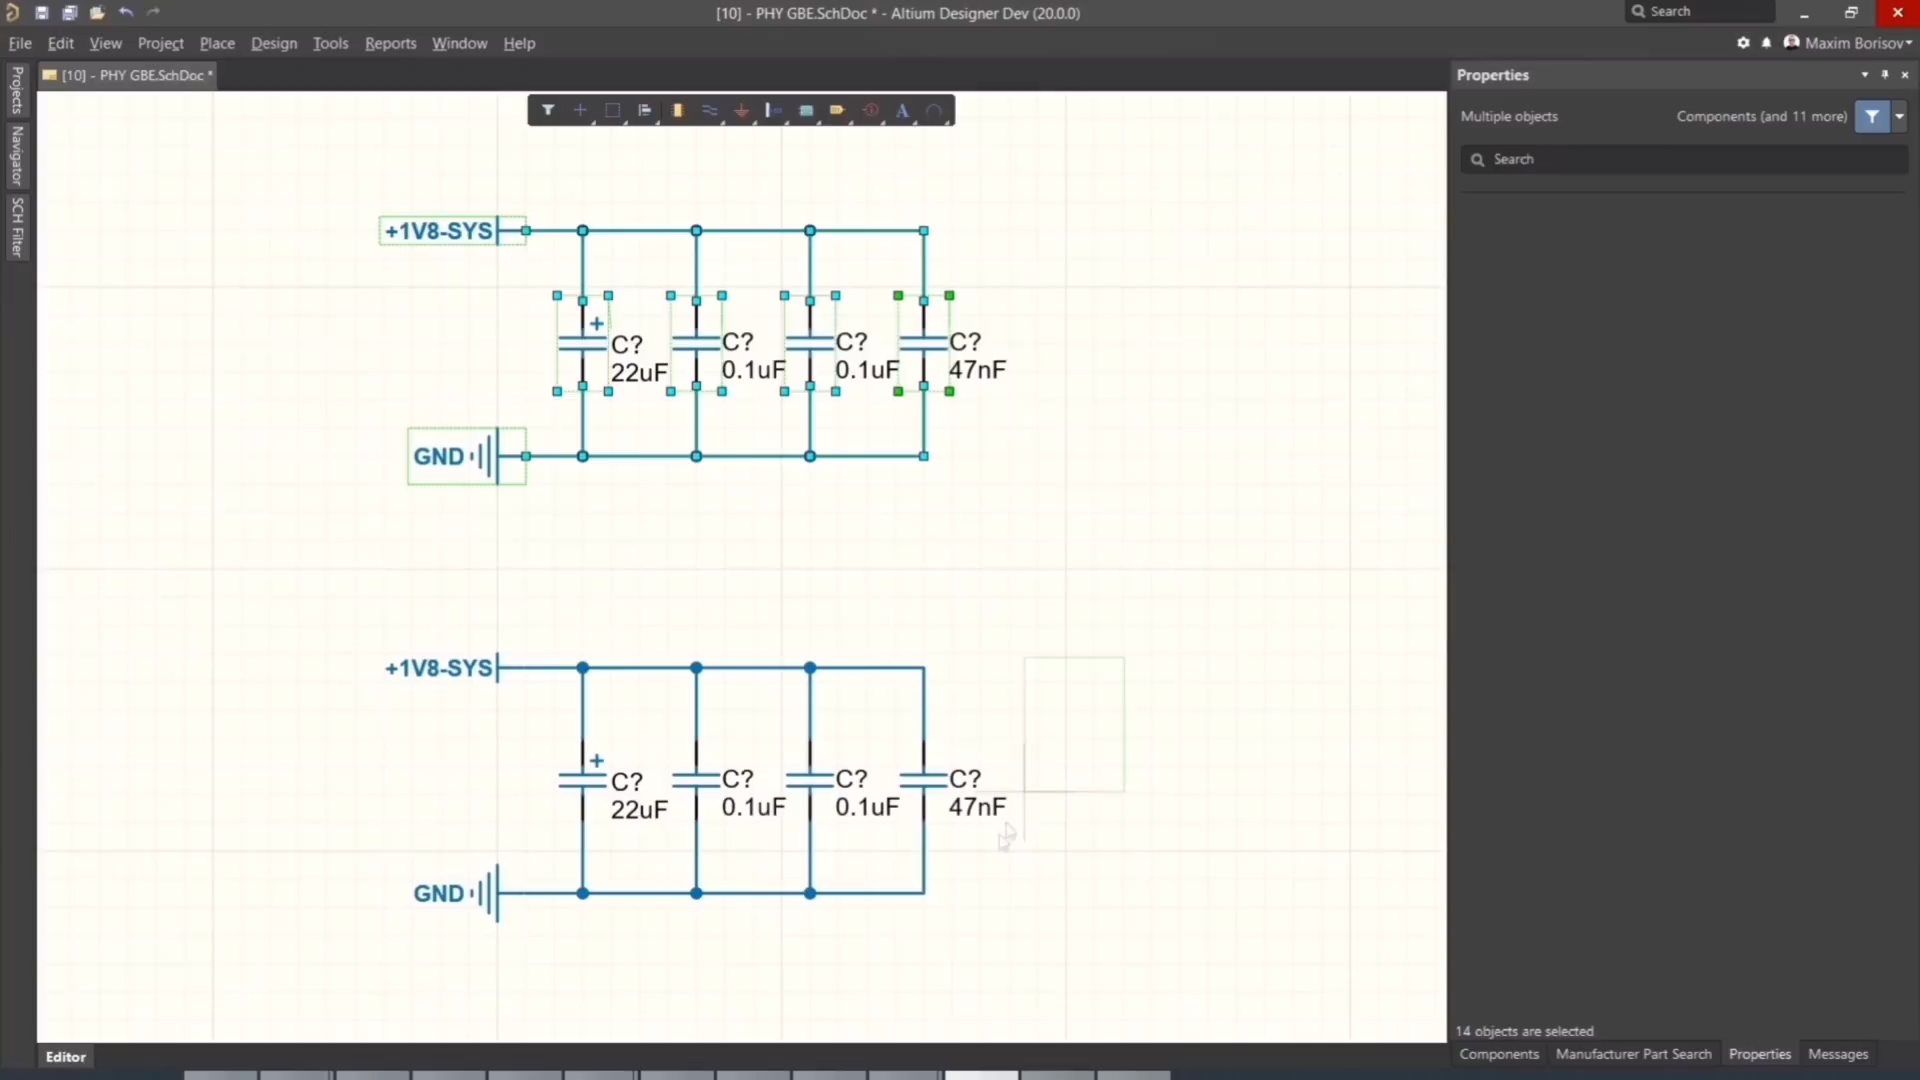 [10] - PHY GBE.SchDoc * - Altium Designer Dev (20.0.0)
Search
File Edit View Project Place Design Tools Reports Window Help
Maxim Borisov
[10] - PHY GBE.SchDoc *
Projects
Navigator
SCH Filter
Properties
Multiple objects
Components (and 11 more)
Search
A
+1V8-SYS
+
C?
22uF
C?
0.1uF
C?
0.1uF
C?
47nF
GND
+1V8-SYS
+
C?
22uF
C?
0.1uF
C?
0.1uF
C?
47nF
GND
14 objects are selected
Editor
Components Manufacturer Part Search Properties Messages